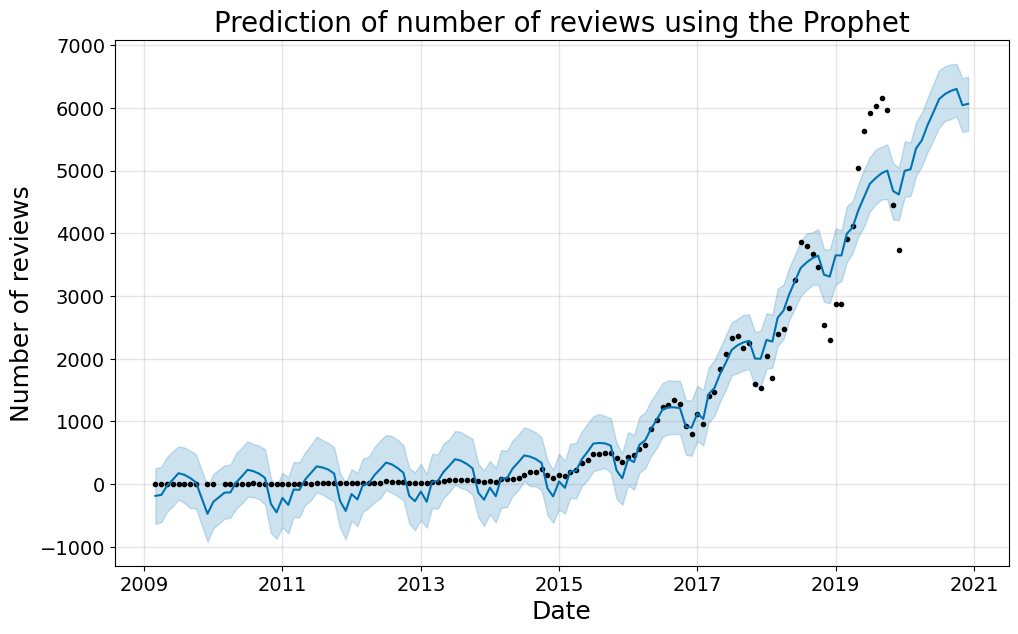 Prediction of number of reviews using the Prophet
Number of reviews
7000
6000
5000
4000
3000
2000
1000
0
−1000
2009 2011 2013 2015 2017 2019 2021
Date